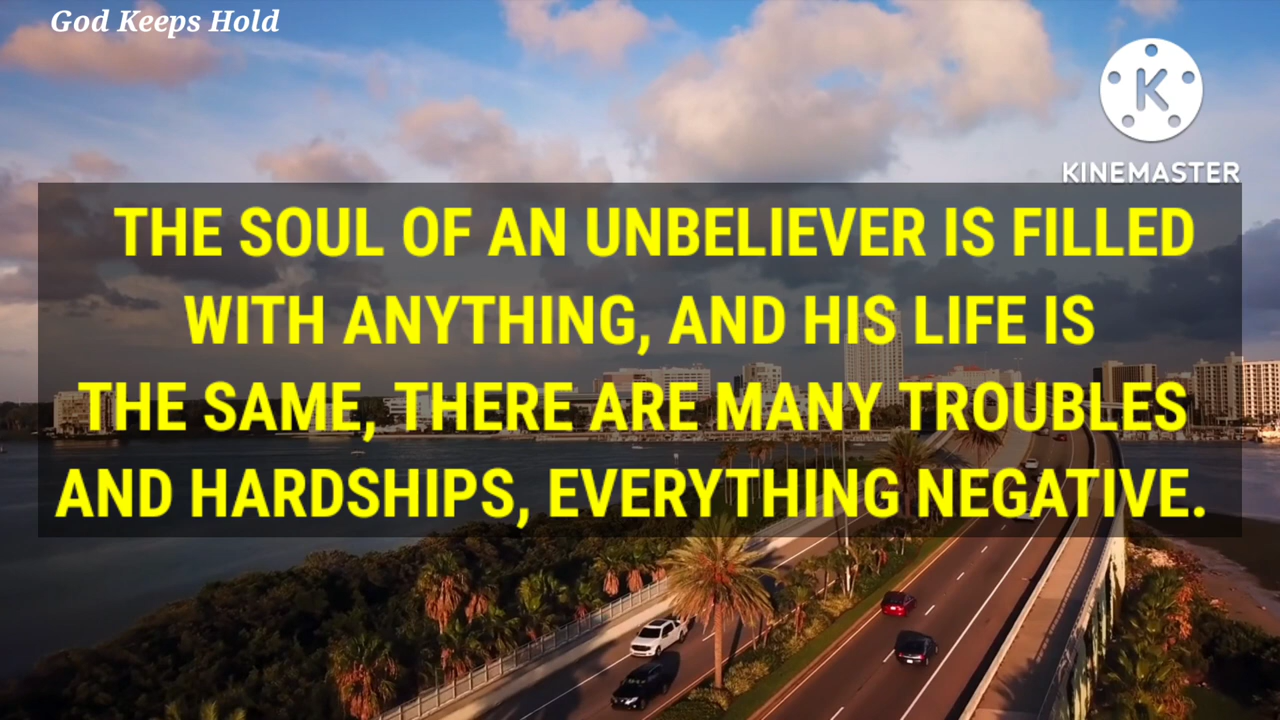 God Keeps Hold
KINEMASTER
THE SOUL OF AN UNBELIEVER IS FILLED
WITH ANYTHING, AND HIS LIFE IS
THE SAME, THERE ARE MANY TROUBLES
AND HARDSHIPS, EVERYTHING NEGATIVE.